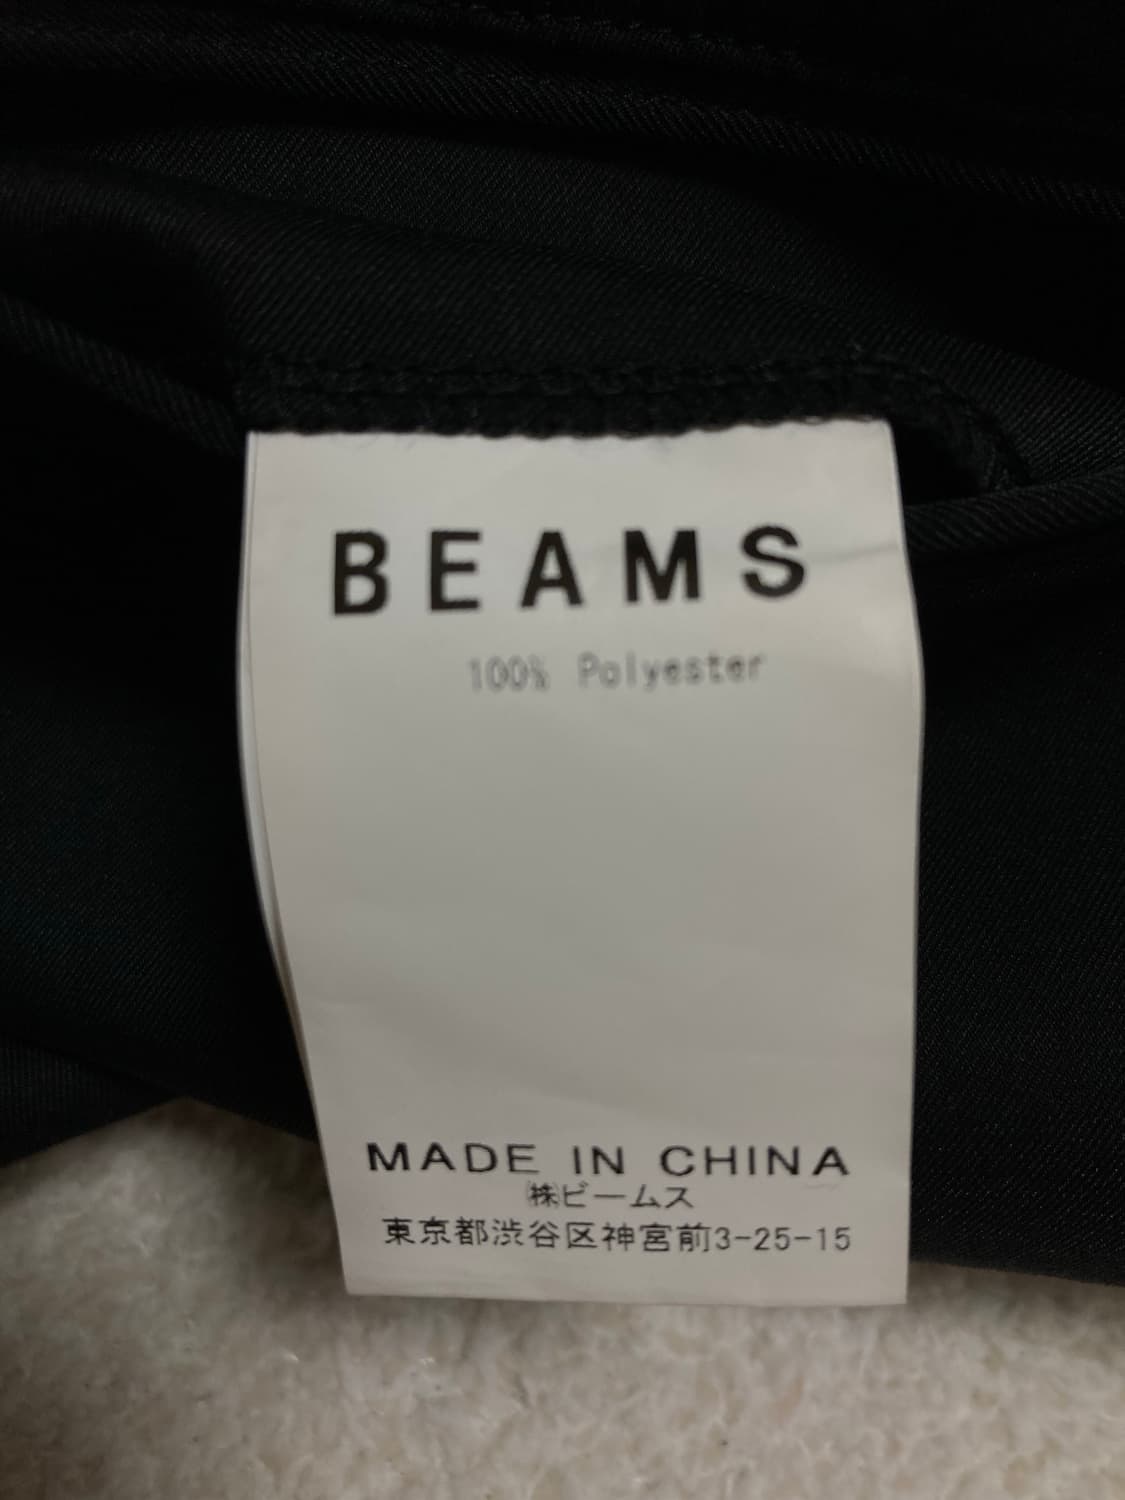 BEAMS
100% Polyester
MADE IN CHINA
㈱ビームス
東京都渋谷区神宮前3-25-15